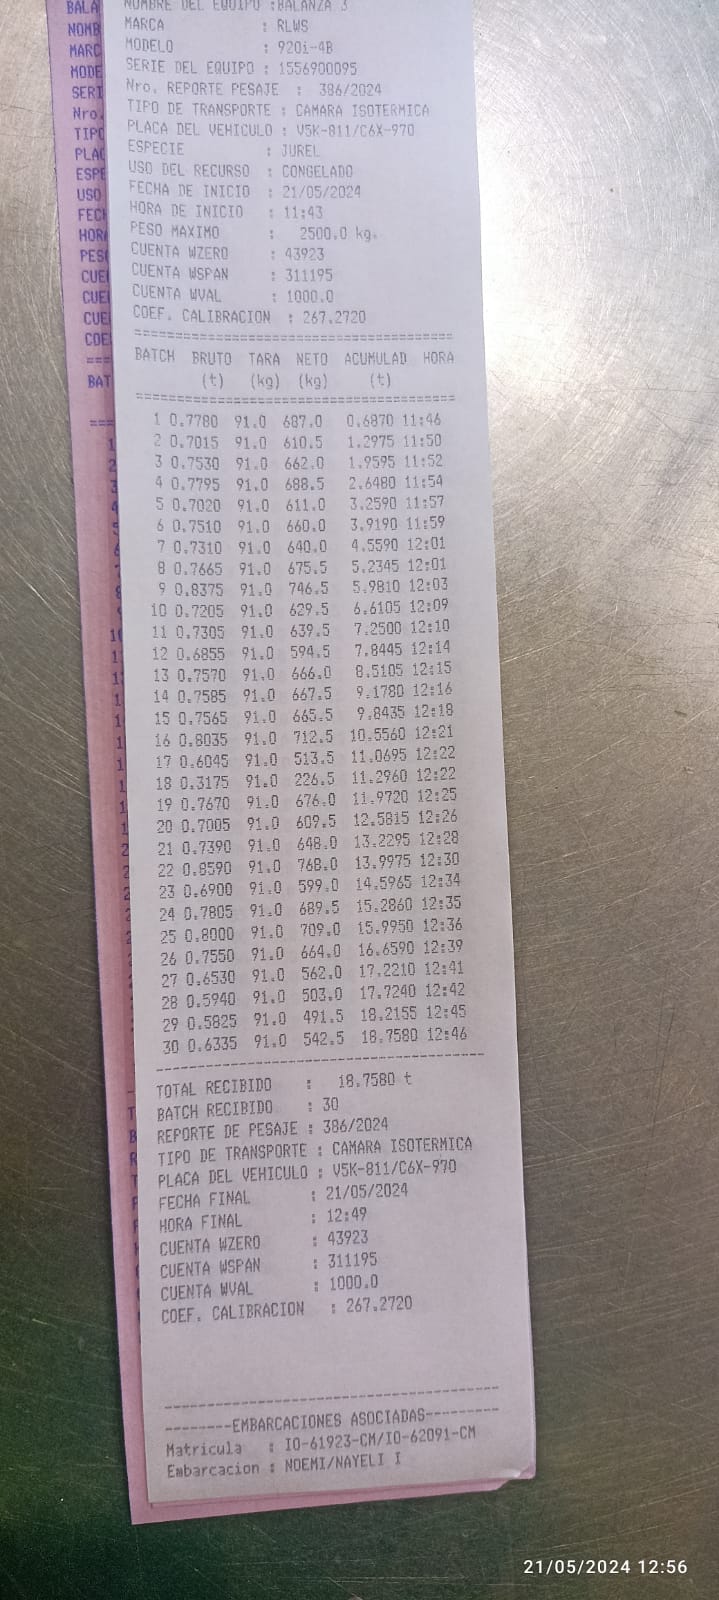 NOMBRE DEL EQUIPO :BALANZA 3
MARCA : RLWS
MODELO : 920i-4B
SERIE DEL EQUIPO : 1556900095
Nro. REPORTE PESAJE : 386/2024
TIPO DE TRANSPORTE : CAMARA ISOTERMICA
PLACA DEL VEHICULO : V5K-811/C6X-970
ESPECIE : JUREL
USO DEL RECURSO : CONGELADO
FECHA DE INICIO : 21/05/2024
HORA DE INICIO : 11:43
PESO MAXIMO : 2500.0 kg.
CUENTA WZERO : 43923
CUENTA WSPAN : 311195
CUENTA WVAL : 1000.0
COEF. CALIBRACION : 267.2720
BATCH BRUTO TARA NETO ACUMULAD HORA
(t) (kg) (kg) (t)
1 0.7780 91.0 687.0 0.6870 11:46
2 0.7015 91.0 610.5 1.2975 11:50
3 0.7530 91.0 662.0 1.9595 11:52
4 0.7795 91.0 688.5 2.6480 11:54
5 0.7020 91.0 611.0 3.2590 11:57
6 0.7510 91.0 660.0 3.9190 11:59
7 0.7310 91.0 640.0 4.5590 12:01
8 0.7665 91.0 675.5 5.2345 12:01
9 0.8375 91.0 746.5 5.9810 12:03
10 0.7205 91.0 629.5 6.6105 12:09
11 0.7305 91.0 639.5 7.2500 12:10
12 0.6855 91.0 594.5 7.8445 12:14
13 0.7570 91.0 666.0 8.5105 12:15
14 0.7585 91.0 667.5 9.1780 12:16
15 0.7565 91.0 665.5 9.8435 12:18
16 0.8035 91.0 712.5 10.5560 12:21
17 0.6045 91.0 513.5 11.0695 12:22
18 0.3175 91.0 226.5 11.2960 12:22
19 0.7670 91.0 676.0 11.9720 12:25
20 0.7005 91.0 609.5 12.5815 12:26
21 0.7390 91.0 648.0 13.2295 12:28
22 0.8590 91.0 768.0 13.9975 12:30
23 0.6900 91.0 599.0 14.5965 12:34
24 0.7805 91.0 689.5 15.2860 12:35
25 0.8000 91.0 709.0 15.9950 12:36
26 0.7550 91.0 664.0 16.6590 12:39
27 0.6530 91.0 562.0 17.2210 12:41
28 0.5940 91.0 503.0 17.7240 12:42
29 0.5825 91.0 491.5 18.2155 12:45
30 0.6335 91.0 542.5 18.7580 12:46
TOTAL RECIBIDO : 18.7580 t
BATCH RECIBIDO : 30
REPORTE DE PESAJE : 386/2024
TIPO DE TRANSPORTE : CAMARA ISOTERMICA
PLACA DEL VEHICULO : V5K-811/C6X-970
FECHA FINAL : 21/05/2024
HORA FINAL : 12:49
CUENTA WZERO : 43923
CUENTA WSPAN : 311195
CUENTA WVAL : 1000.0
COEF. CALIBRACION : 267.2720
--------EMBARCACIONES ASOCIADAS---------
Matricula : IO-61923-CM/IO-62091-CM
Embarcacion : NOEMI/NAYELI I
21/05/2024 12:56